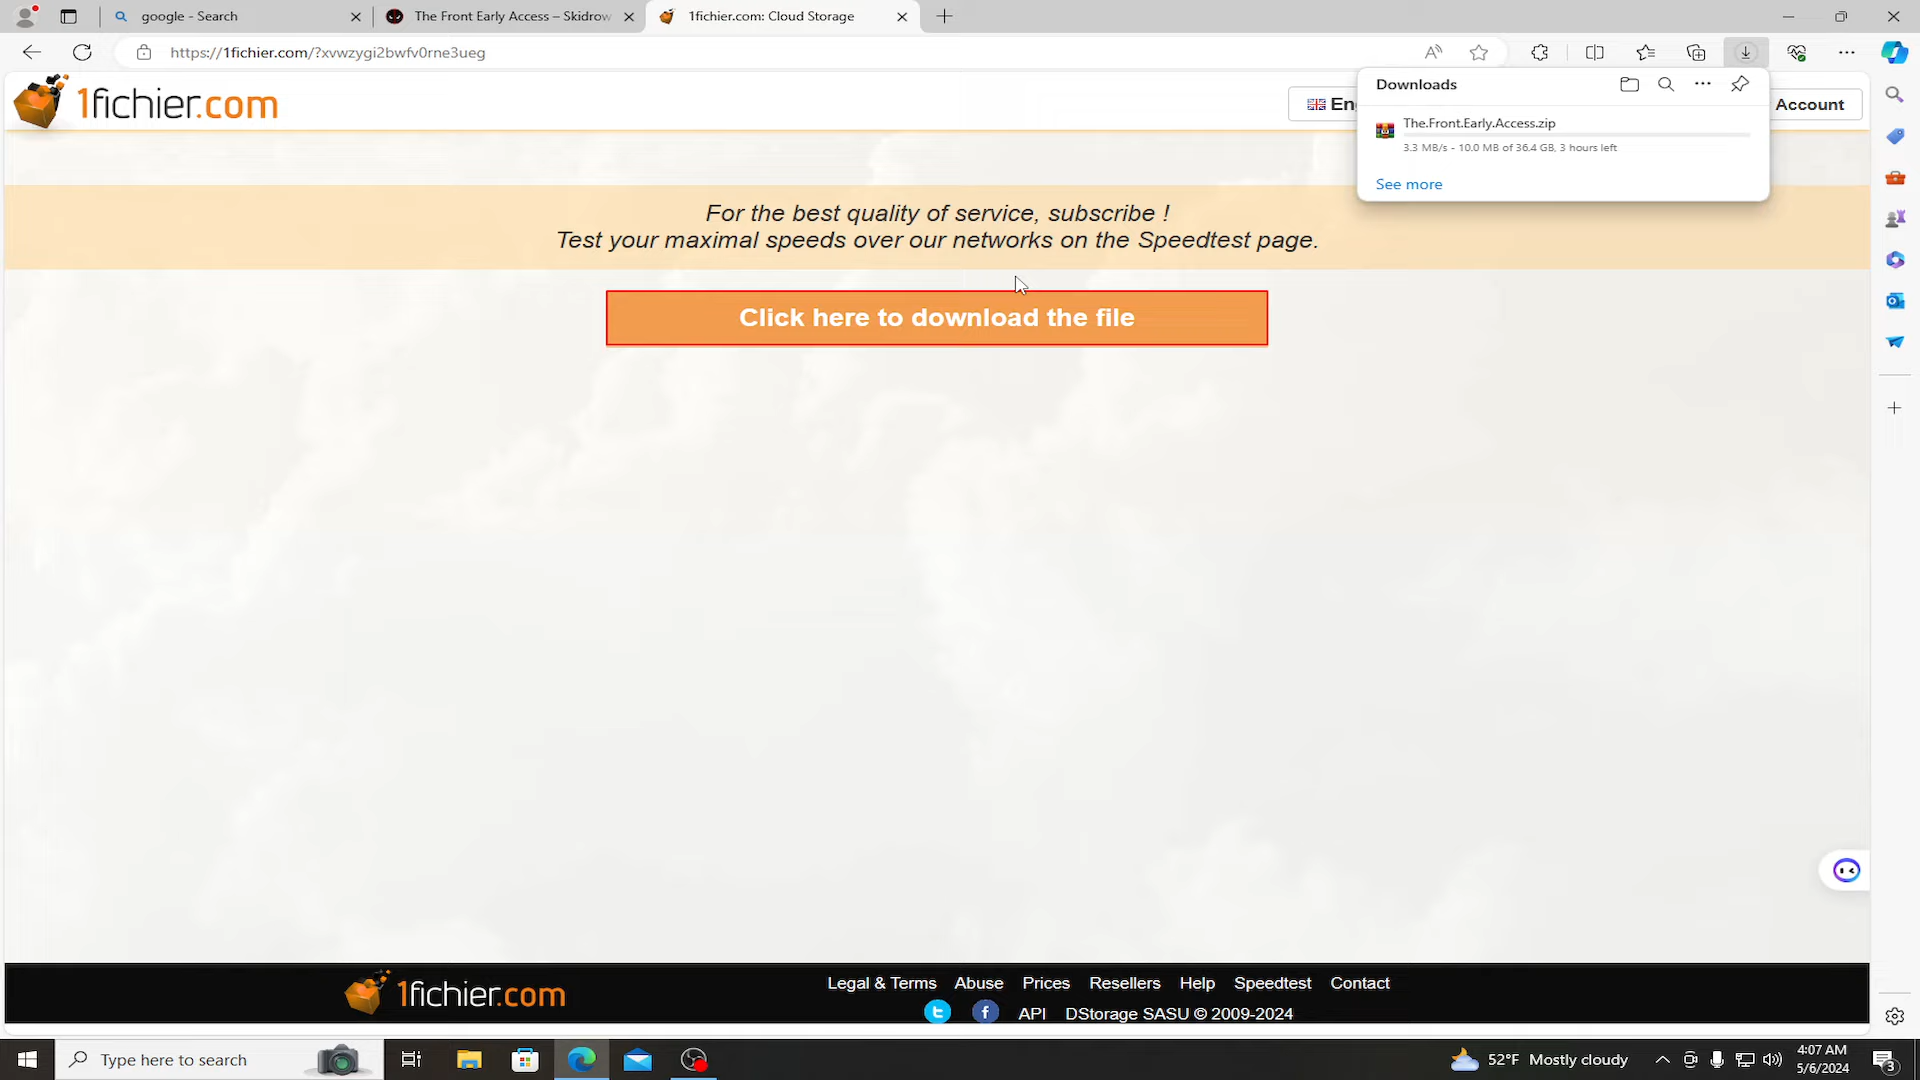 google - Search
The Front Early Access – Skidrow
1fichier.com: Cloud Storage
https://1fichier.com/?xvwzygi2bwfv0rne3ueg
1fichier.com
En
Account
Downloads
The.Front.Early.Access.zip
3.3 MB/s - 10.0 MB of 36.4 GB, 3 hours left
See more
For the best quality of service, subscribe !
Test your maximal speeds over our networks on the Speedtest page.
Click here to download the file
1fichier.com
Legal & Terms Abuse Prices Resellers Help Speedtest Contact
API DStorage SASU © 2009-2024
Type here to search
52°F Mostly cloudy
4:07 AM
5/6/2024
3